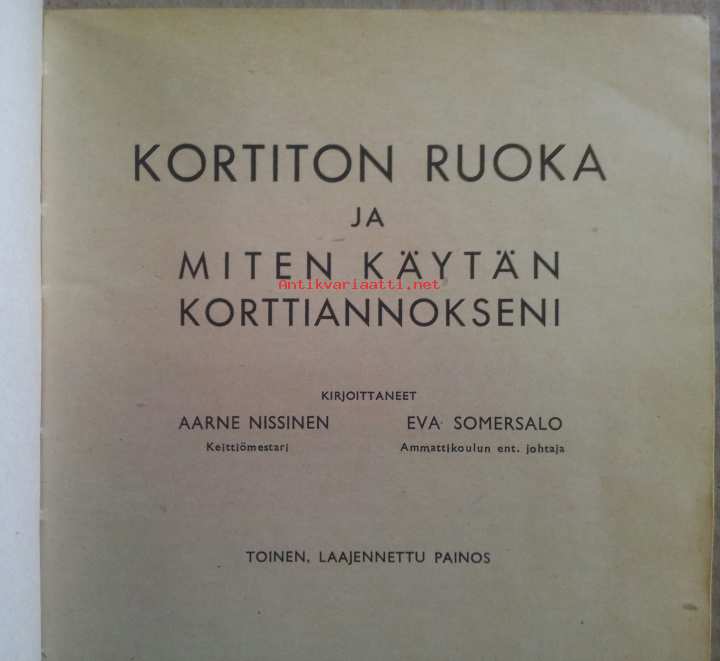 KORTITON RUOKA
JA
MITEN KÄYTÄN
Antikvariaatti.net
KORTTIANNOKSENI
KIRJOITTANEET
AARNE NISSINEN
Keittiömestari
EVA SOMERSALO
Ammattikoulun ent. johtaja
TOINEN, LAAJENNETTU PAINOS